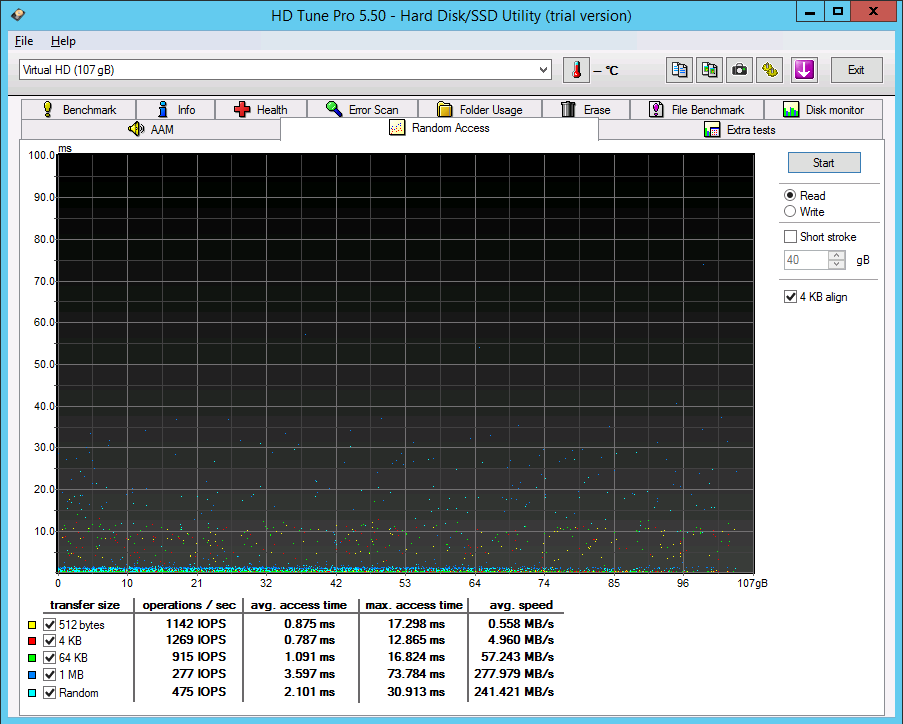 HD Tune Pro 5.50 - Hard Disk/SSD Utility (trial version)
File Help
Virtual HD (107 gB) – °C Exit
Benchmark Info Health Error Scan Folder Usage Erase File Benchmark Disk monitor
AAM Random Access Extra tests
ms
100.0
90.0
80.0
70.0
60.0
50.0
40.0
30.0
20.0
10.0
0 10 21 32 42 53 64 74 85 96 107gB
Start
Read
Write
Short stroke
40 gB
4 KB align
transfer size operations / sec avg. access time max. access time avg. speed
512 bytes 1142 IOPS 0.875 ms 17.298 ms 0.558 MB/s
4 KB 1269 IOPS 0.787 ms 12.865 ms 4.960 MB/s
64 KB 915 IOPS 1.091 ms 16.824 ms 57.243 MB/s
1 MB 277 IOPS 3.597 ms 73.784 ms 277.979 MB/s
Random 475 IOPS 2.101 ms 30.913 ms 241.421 MB/s